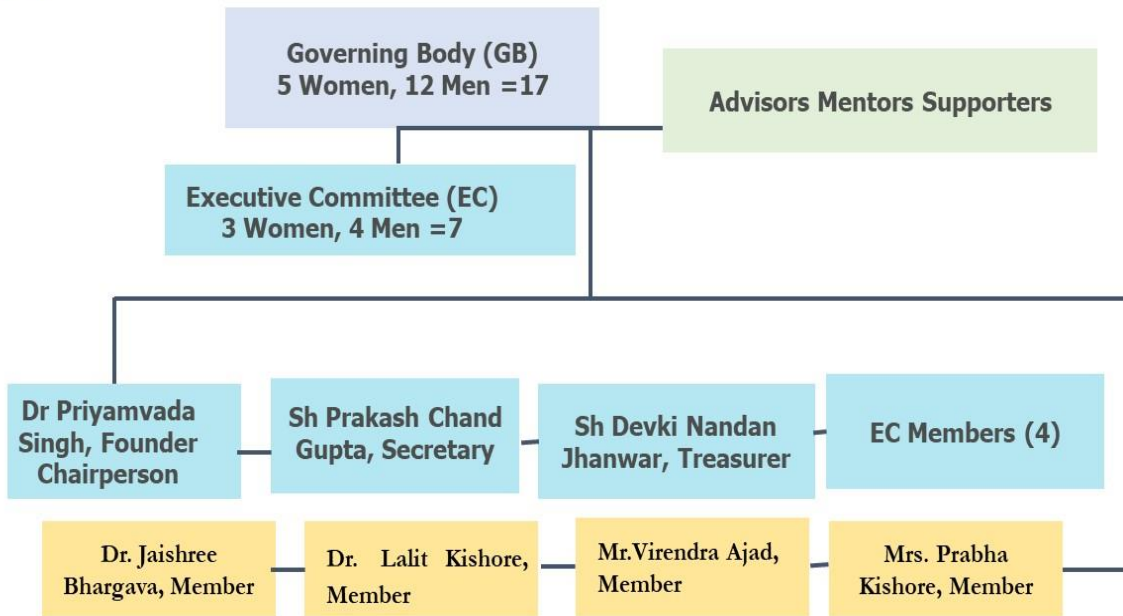 Governing Body (GB)
5 Women, 12 Men =17
Advisors Mentors Supporters
Executive Committee (EC)
3 Women, 4 Men =7
Dr Priyamvada
Singh, Founder
Chairperson
Sh Prakash Chand
Gupta, Secretary
Sh Devki Nandan
Jhanwar, Treasurer
EC Members (4)
Dr. Jaishree
Bhargava, Member
Dr. Lalit Kishore,
Member
Mr.Virendra Ajad,
Member
Mrs. Prabha
Kishore, Member